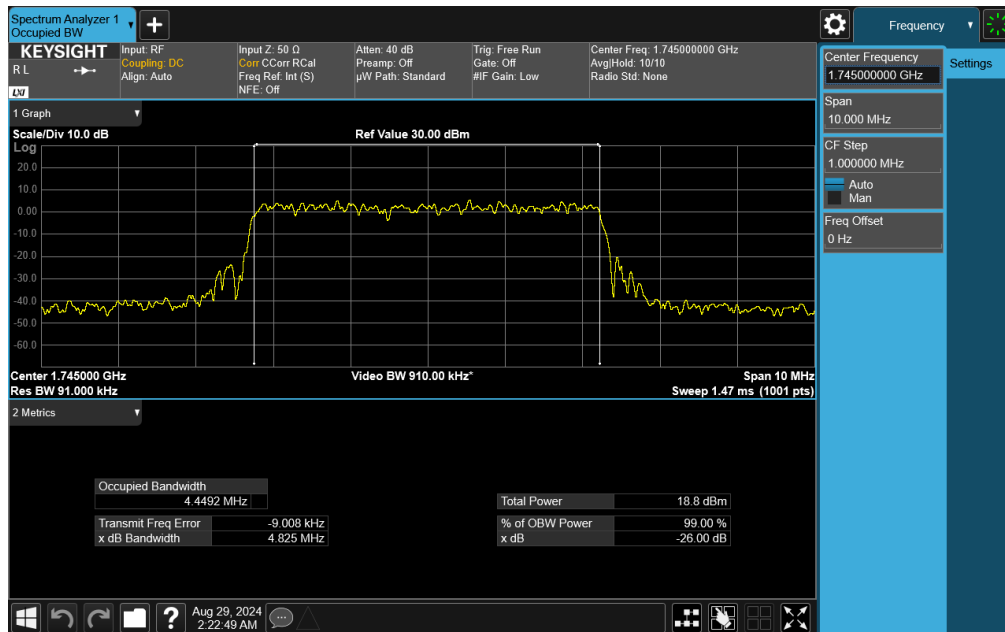 Spectrum Analyzer 1
Occupied BW
Frequency
KEYSIGHT
R L
LXI
Input: RF
Coupling: DC
Align: Auto
Input Z: 50 Ω
Corr CCorr RCal
Freq Ref: Int (S)
NFE: Off
Atten: 40 dB
Preamp: Off
µW Path: Standard
Trig: Free Run
Gate: Off
#IF Gain: Low
Center Freq: 1.745000000 GHz
Avg|Hold: 10/10
Radio Std: None
Center Frequency
1.745000000 GHz
Settings
Span
10.000 MHz
CF Step
1.000000 MHz
Auto
Man
Freq Offset
0 Hz
1 Graph
Scale/Div 10.0 dB
Ref Value 30.00 dBm
Log
20.0
10.0
0.00
-10.0
-20.0
-30.0
-40.0
-50.0
-60.0
Center 1.745000 GHz
Video BW 910.00 kHz*
Span 10 MHz
Res BW 91.000 kHz
Sweep 1.47 ms (1001 pts)
2 Metrics
Occupied Bandwidth
4.4492 MHz
Total Power 18.8 dBm
Transmit Freq Error -9.008 kHz
% of OBW Power 99.00 %
x dB Bandwidth 4.825 MHz
x dB -26.00 dB
Aug 29, 2024
2:22:49 AM